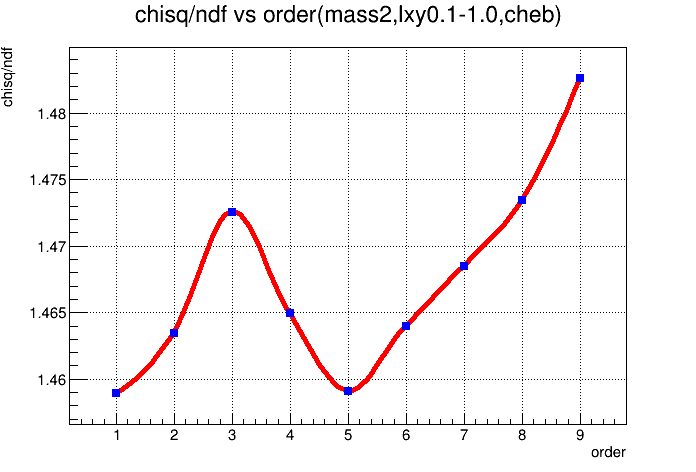 chisq/ndf vs order(mass2,lxy0.1-1.0,cheb)
chisq/ndf
1.48
1.475
1.47
1.465
1.46
1 2 3 4 5 6 7 8 9
order